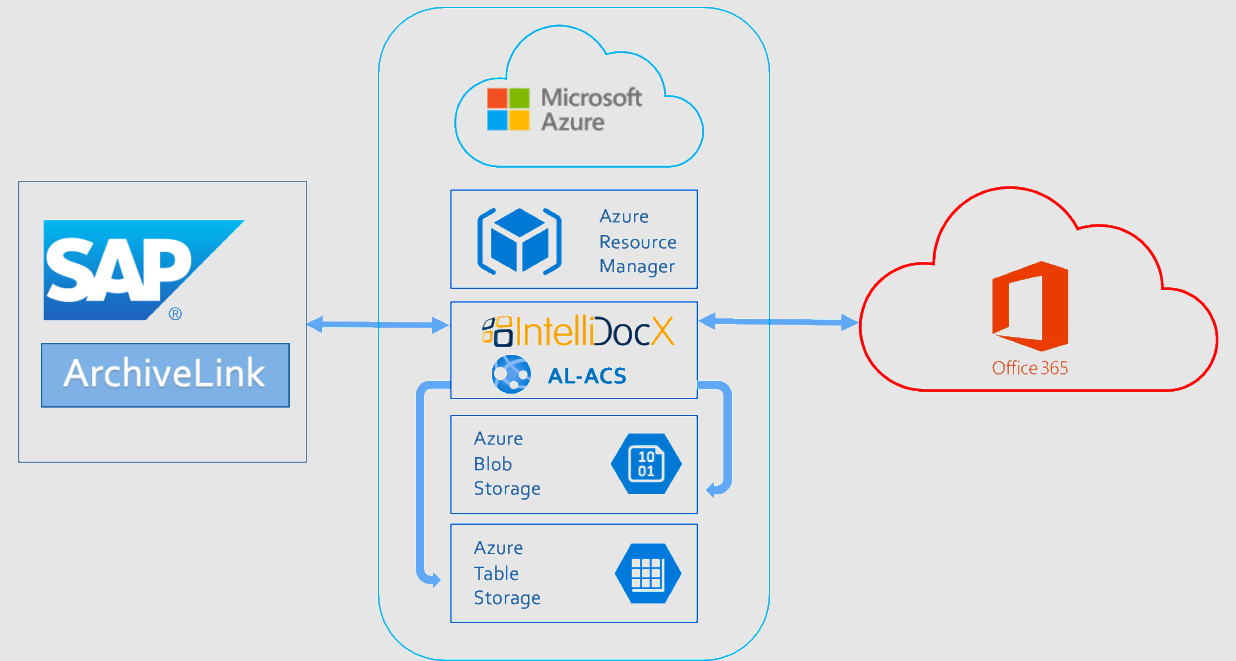 Microsoft
Azure
SAP
®
ArchiveLink
Azure
Resource
Manager
IntelliDocX
AL-ACS
Azure
Blob
Storage
10
01
Azure
Table
Storage
Office 365